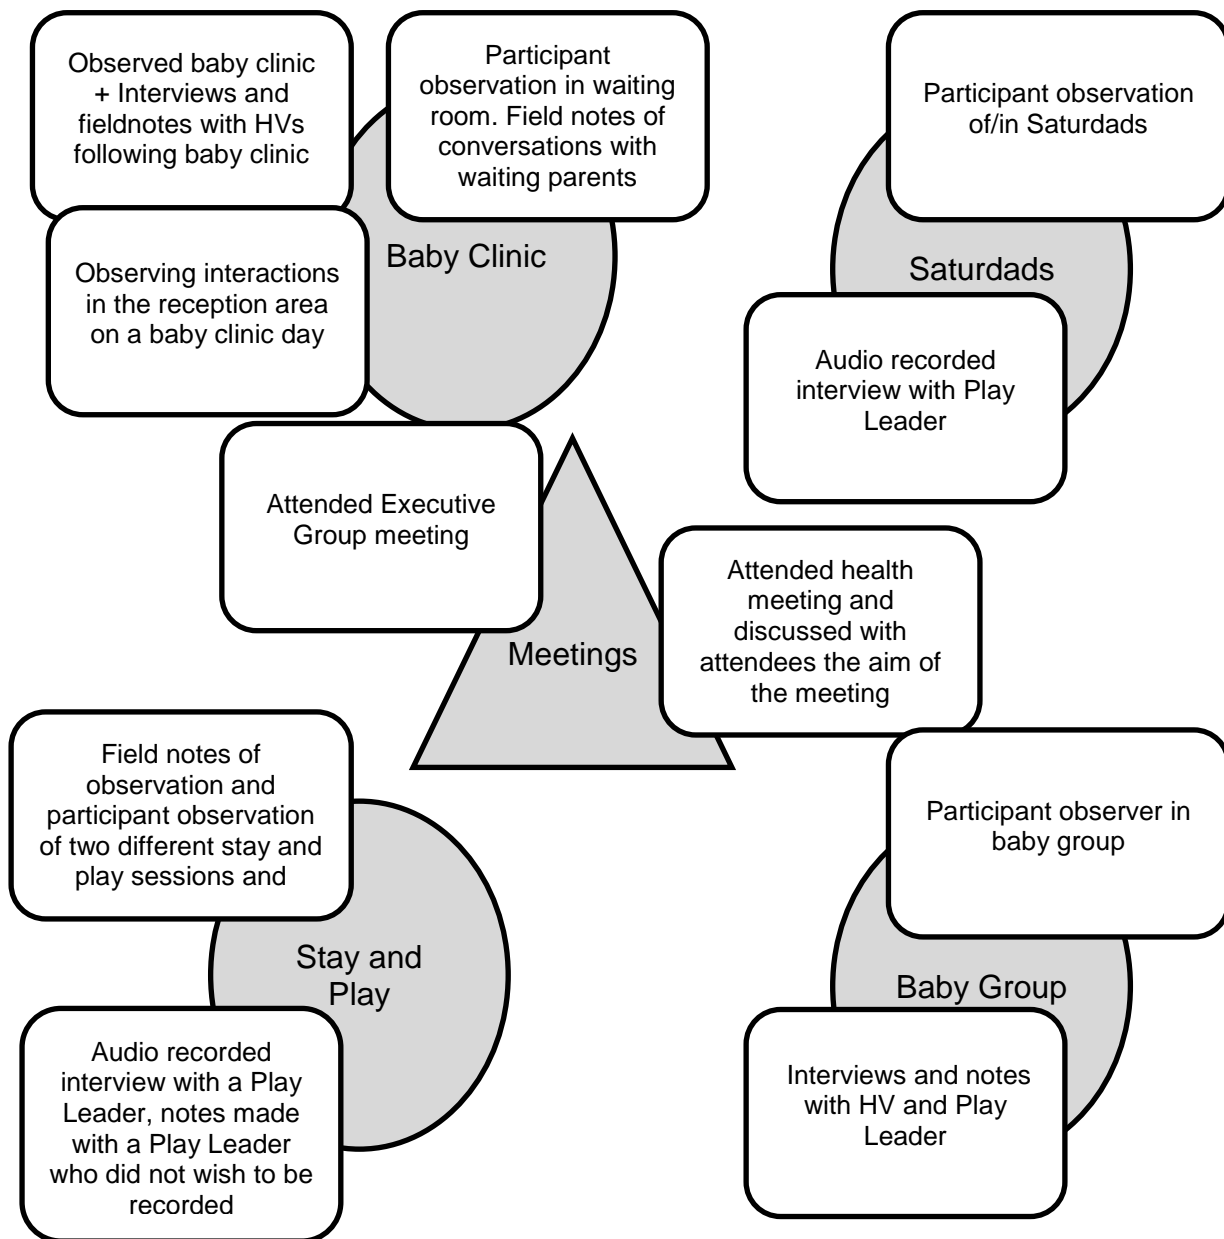 Observed baby clinic
+ Interviews and
fieldnotes with HVs
following baby clinic
Participant
observation in waiting
room. Field notes of
conversations with
waiting parents
Participant observation
of/in Saturdads
Observing interactions
in the reception area
on a baby clinic day
Baby Clinic
Saturdads
Audio recorded
interview with Play
Leader
Attended Executive
Group meeting
Attended health
meeting and
discussed with
attendees the aim of
the meeting
Meetings
Field notes of
observation and
participant observation
of two different stay and
play sessions and
Participant observer in
baby group
Stay and
Play
Baby Group
Audio recorded
interview with a Play
Leader, notes made
with a Play Leader
who did not wish to be
recorded
Interviews and notes
with HV and Play
Leader